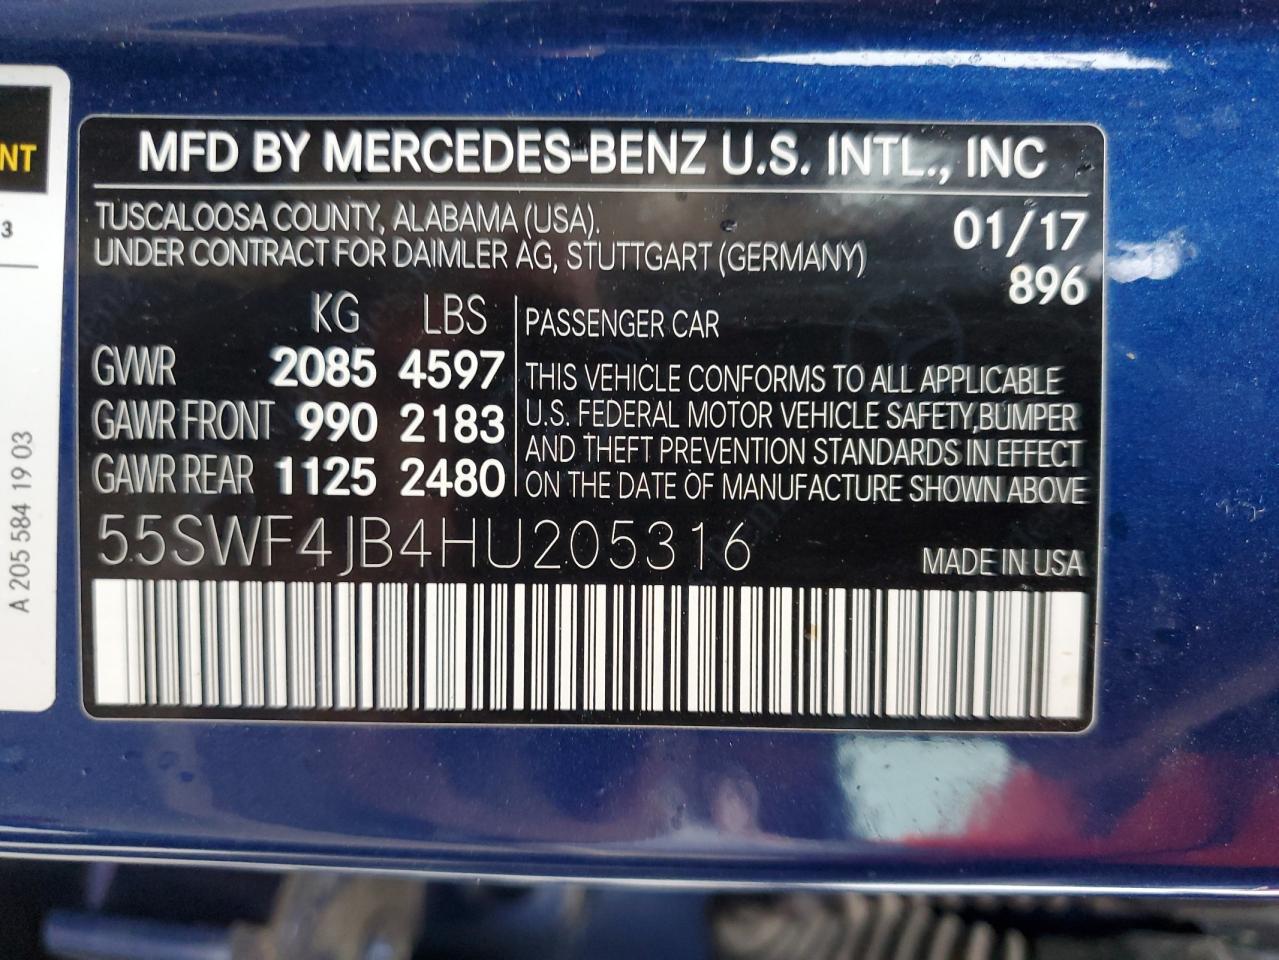 NT
3
A 205 584 19 03
MFD BY MERCEDES-BENZ U.S. INTL., INC
TUSCALOOSA COUNTY, ALABAMA (USA).
UNDER CONTRACT FOR DAIMLER AG, STUTTGART (GERMANY)
01/17
896
KG LBS
GVWR 2085 4597
GAWR FRONT 990 2183
GAWR REAR 1125 2480
PASSENGER CAR
THIS VEHICLE CONFORMS TO ALL APPLICABLE
U.S. FEDERAL MOTOR VEHICLE SAFETY,BUMPER
AND THEFT PREVENTION STANDARDS IN EFFECT
ON THE DATE OF MANUFACTURE SHOWN ABOVE
55SWF4JB4HU205316
MADE IN USA